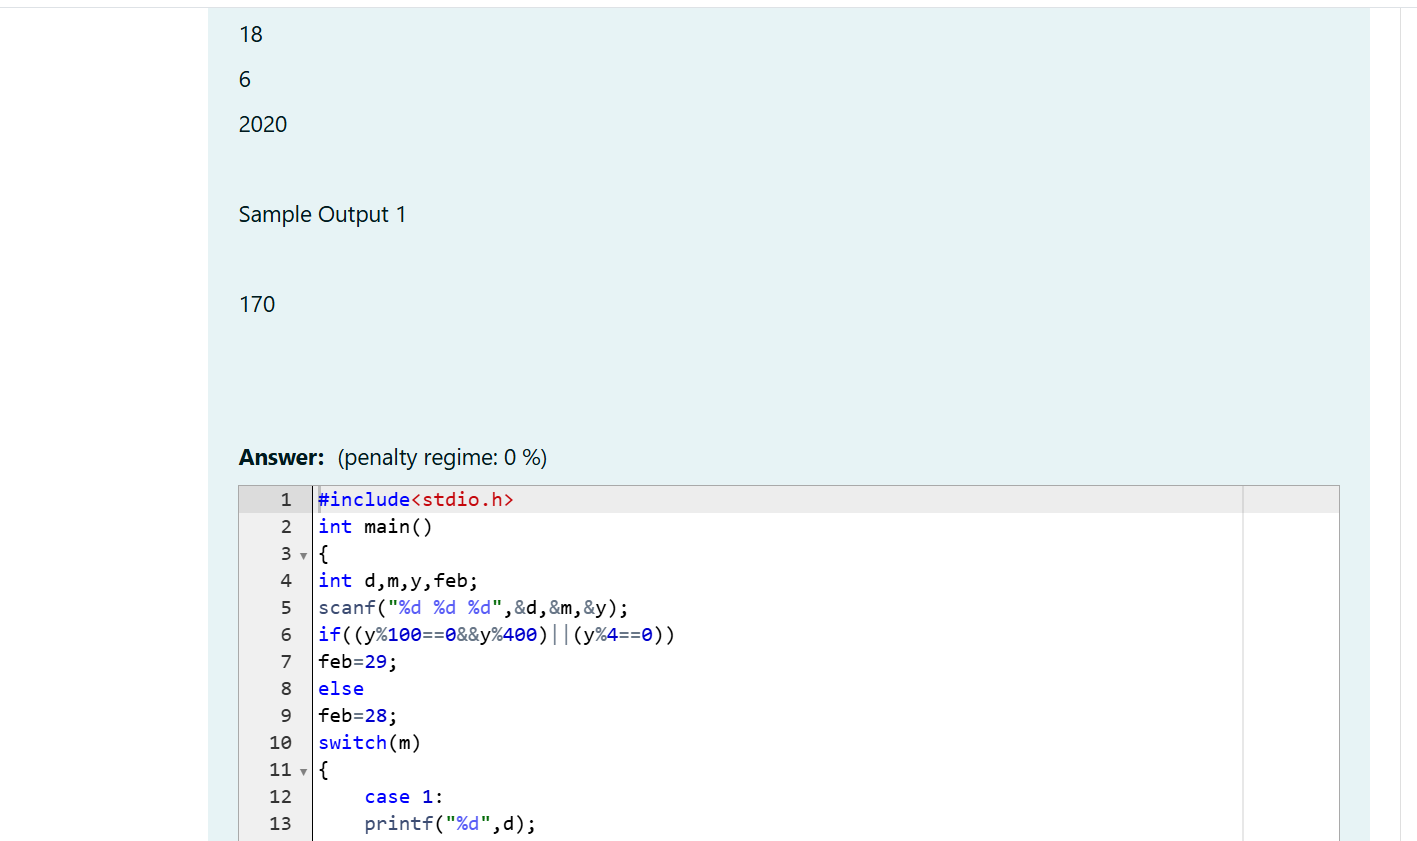 18
6
2020
Sample Output 1
170
Answer: (penalty regime: 0 %)
1 #include<stdio.h>
2 int main()
3 {
4 int d,m,y,feb;
5 scanf("%d %d %d",&d,&m,&y);
6 if((y%100==0&&y%400)||(y%4==0))
7 feb=29;
8 else
9 feb=28;
10 switch(m)
11 {
12     case 1:
13     printf("%d",d);